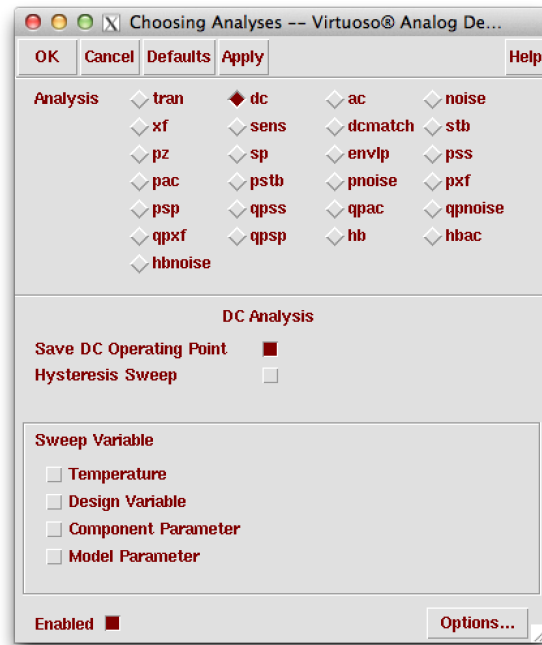 Choosing Analyses -- Virtuoso® Analog De...
OK Cancel Defaults Apply Help
Analysis tran dc ac noise
xf sens dcmatch stb
pz sp envlp pss
pac pstb pnoise pxf
psp qpss qpac qpnoise
qpxf qpsp hb hbac
hbnoise
DC Analysis
Save DC Operating Point
Hysteresis Sweep
Sweep Variable
Temperature
Design Variable
Component Parameter
Model Parameter
Enabled Options...